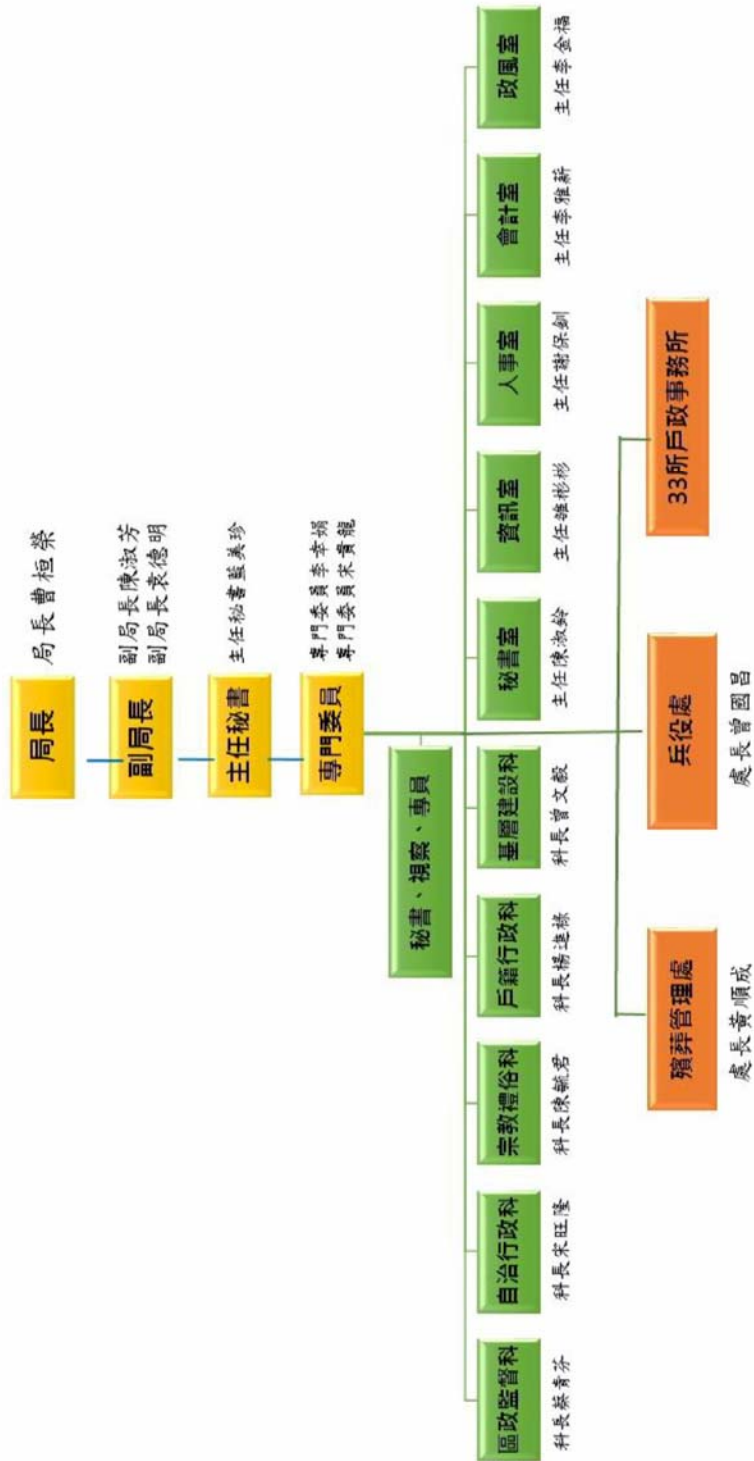 局長
局長曹桓榮
副局長
副局長陳淑芳
副局長袁德明
主任秘書
主任秘書藍美珍
專門委員
專門委員李幸娟
專門委員宋貴龍
秘書、視察、專員
區政監督科
科長蔡青芬
自治行政科
科長宋旺隆
宗教禮俗科
科長陳毓君
戶籍行政科
科長楊進祿
基層建設科
科長曾文毅
秘書室
主任陳淑鈴
資訊室
主任雒彬彬
人事室
主任謝保釧
會計室
主任李雅新
政風室
主任李金福
殯葬管理處
處長黃順成
兵役處
處長曾國昌
33所戶政事務所